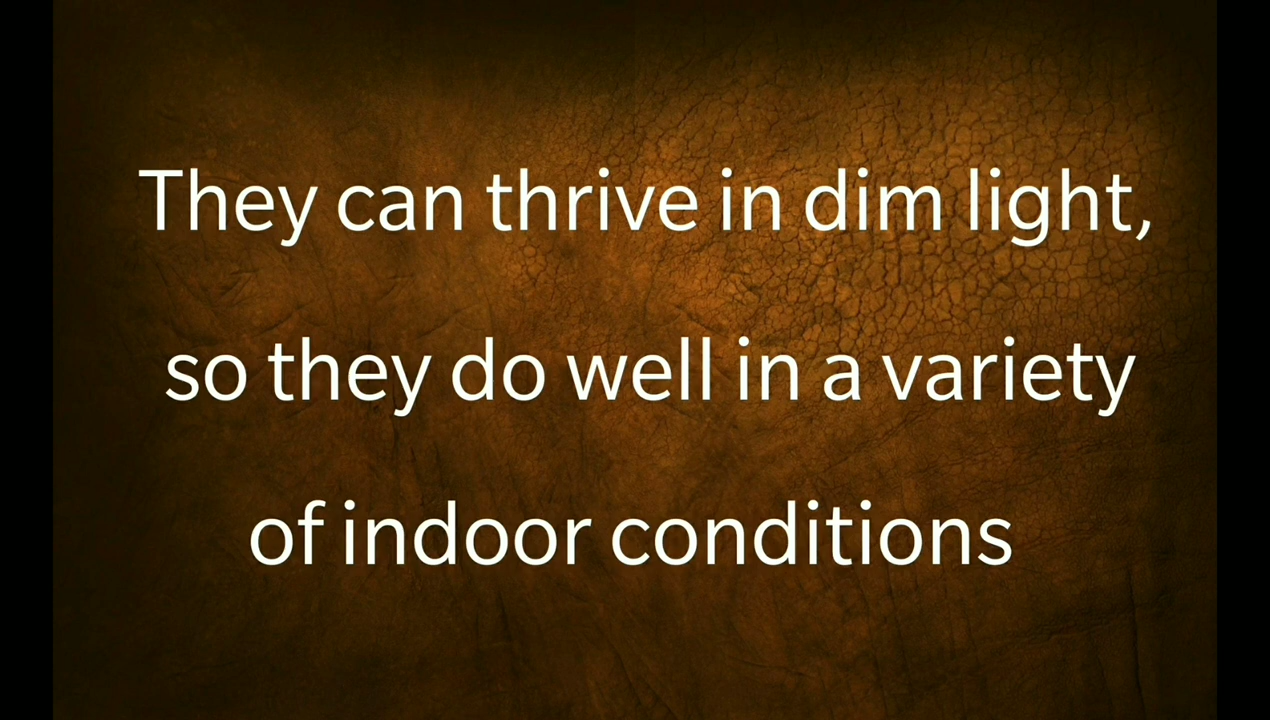 They can thrive in dim light,
so they do well in a variety
of indoor conditions